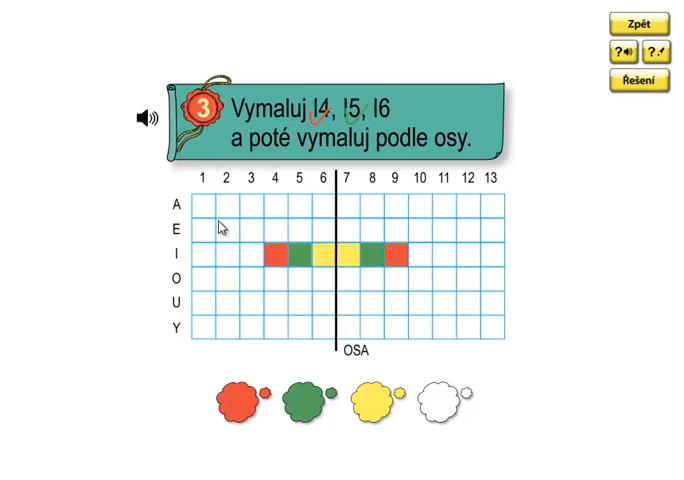 Zpět
?
?
Řešení
3 Vymaluj I4, I5, I6
a poté vymaluj podle osy.
1 2 3 4 5 6 7 8 9 10 11 12 13
A
E
I
O
U
Y
OSA